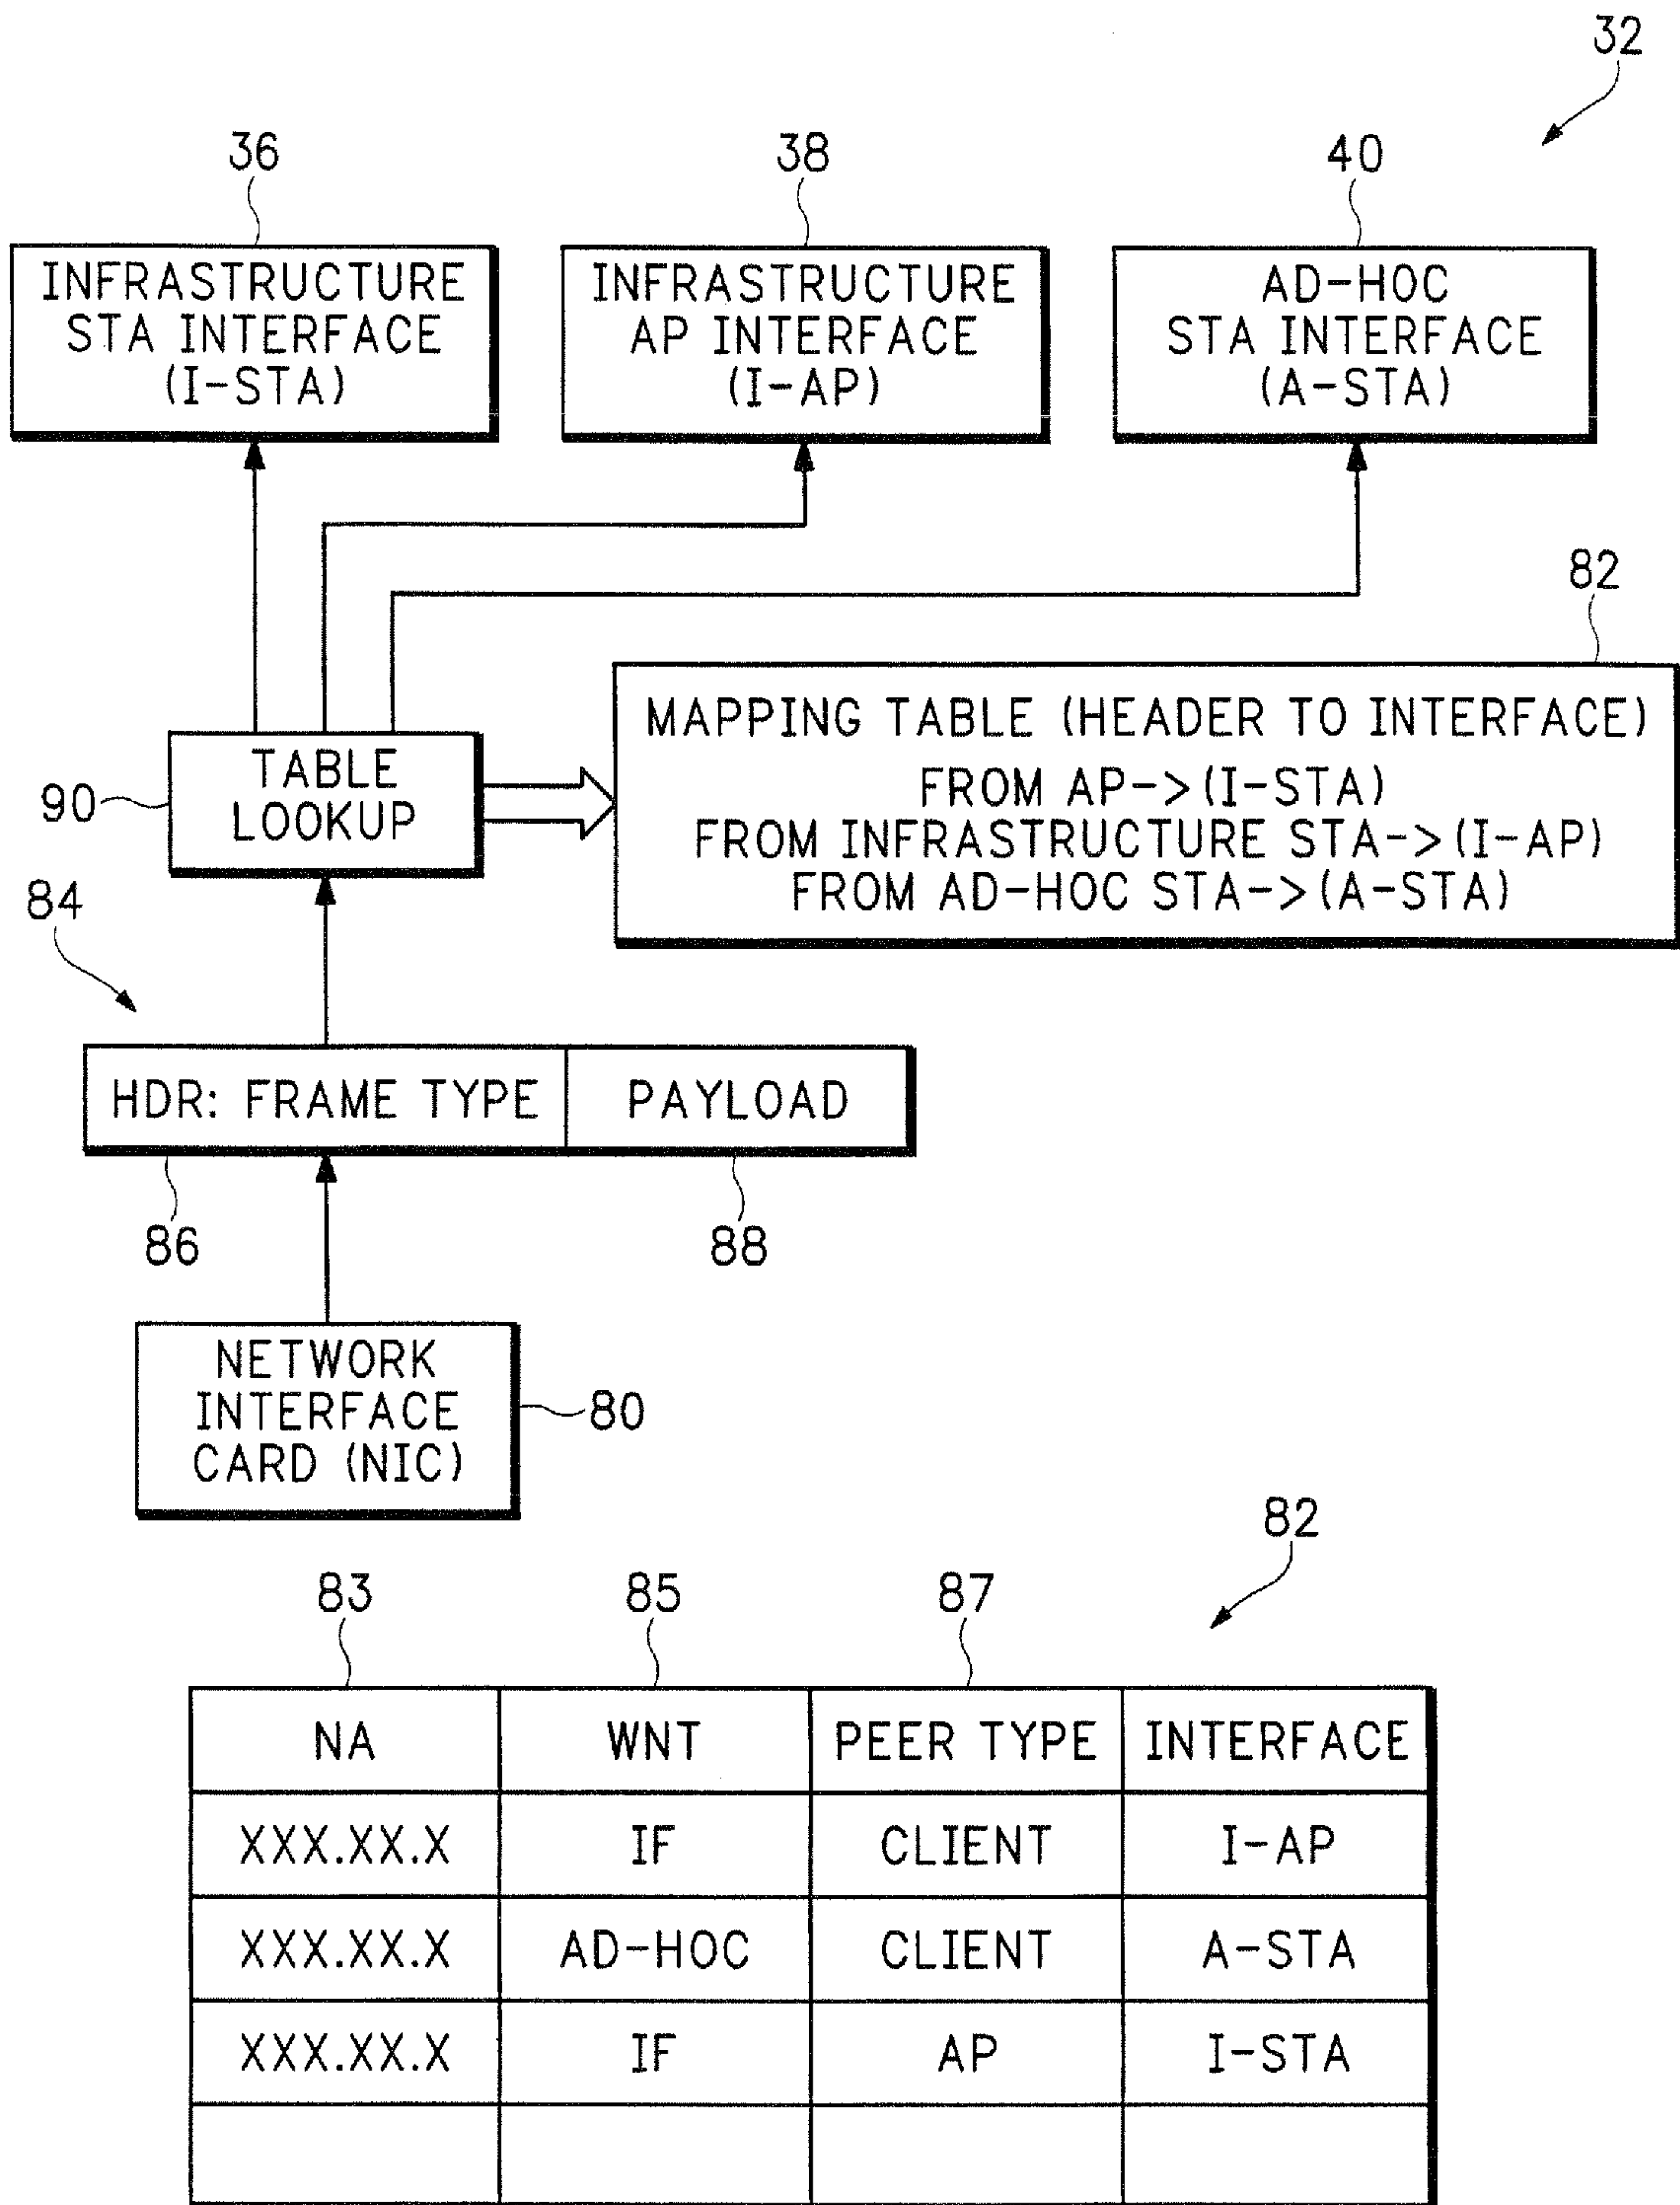 32
36
38
40
INFRASTRUCTURE
STA INTERFACE
(I-STA)
INFRASTRUCTURE
AP INTERFACE
(I-AP)
AD-HOC
STA INTERFACE
(A-STA)
82
MAPPING TABLE (HEADER TO INTERFACE)
FROM AP->(I-STA)
FROM INFRASTRUCTURE STA->(I-AP)
FROM AD-HOC STA->(A-STA)
90
TABLE
LOOKUP
84
HDR: FRAME TYPE
PAYLOAD
86
88
NETWORK
INTERFACE
CARD (NIC)
80
82
83
85
87
NA WNT PEER TYPE INTERFACE
XXX.XX.X IF CLIENT I-AP
XXX.XX.X AD-HOC CLIENT A-STA
XXX.XX.X IF AP I-STA